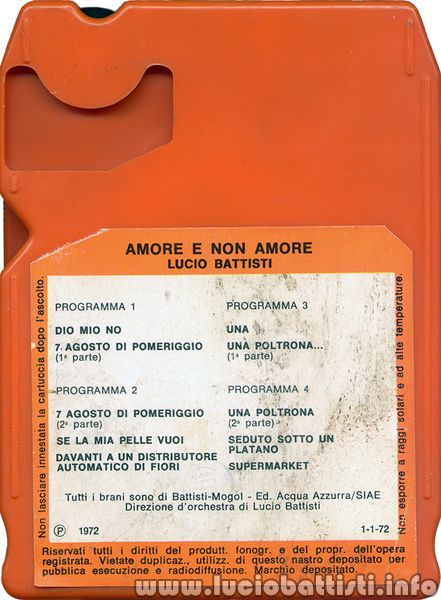 AMORE E NON AMORE
LUCIO BATTISTI
PROGRAMMA 1
DIO MIO NO
7 AGOSTO DI POMERIGGIO
(1ª parte)
PROGRAMMA 3
UNA
UNA POLTRONA...
(1ª parte)
PROGRAMMA 2
7 AGOSTO DI POMERIGGIO
(2ª parte)
SE LA MIA PELLE VUOI
DAVANTI A UN DISTRIBUTORE
AUTOMATICO DI FIORI
PROGRAMMA 4
UNA POLTRONA
(2ª parte)
SEDUTO SOTTO UN
PLATANO
SUPERMARKET
Tutti i brani sono di Battisti-Mogol - Ed. Acqua Azzurra/SIAE
Direzione d'orchestra di Lucio Battisti
Ⓟ 1972
1-1-72
Non lasciare innestata la cartuccia dopo l'ascolto.
Non esporre a raggi solari e ad alte temperature.
Riservati tutti i diritti del produtt. fonogr. e del propr. dell'opera
registrata. Vietate duplicaz., utilizz. di questo nastro depositato per
pubblica esecuzione e radiodiffusione. Marchio depositato.
www.luciobattisti.info